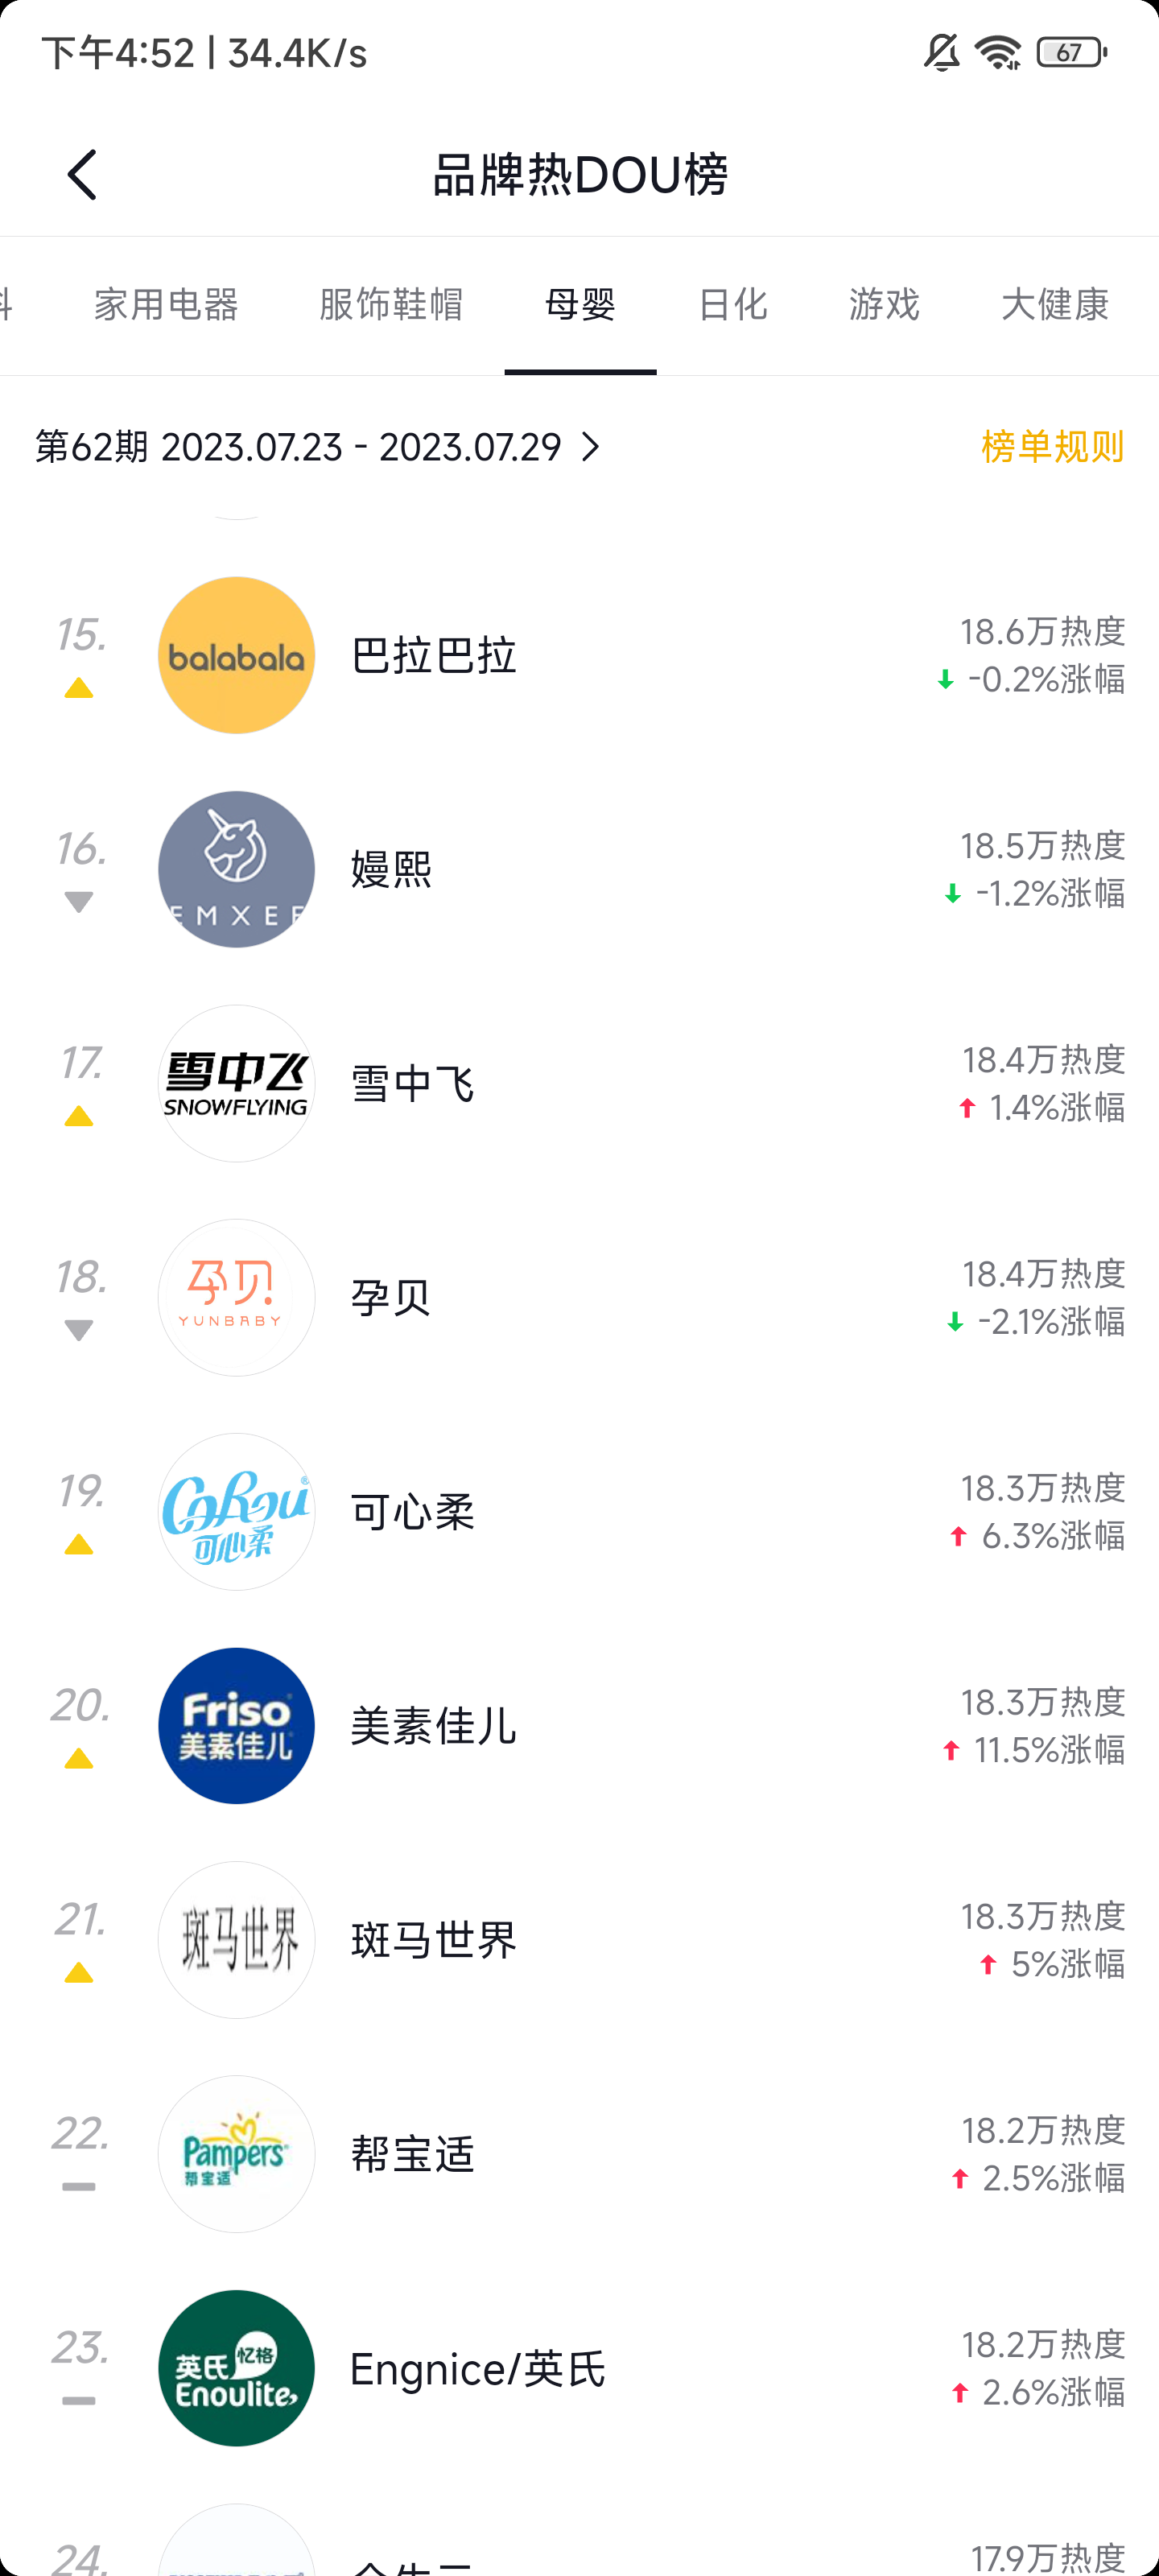 下午4:52 | 34.4K/s
67
品牌热DOU榜
家用电器 服饰鞋帽 母婴 日化 游戏 大健康
第62期 2023.07.23 - 2023.07.29
榜单规则
15.
balabala
巴拉巴拉
18.6万热度
-0.2%涨幅
16.
EMXEE
嫚熙
18.5万热度
-1.2%涨幅
17.
雪中飞
SNOWFLYING
雪中飞
18.4万热度
1.4%涨幅
18.
孕贝
YUNBABY
孕贝
18.4万热度
-2.1%涨幅
19.
CoRou®
可心柔
可心柔
18.3万热度
6.3%涨幅
20.
Friso
美素佳儿
美素佳儿
18.3万热度
11.5%涨幅
21.
斑马世界
斑马世界
18.3万热度
5%涨幅
22.
Pampers
帮宝适
帮宝适
18.2万热度
2.5%涨幅
23.
英氏 忆格
Enoulite
Engnice/英氏
18.2万热度
2.6%涨幅
24.
17.9万热度